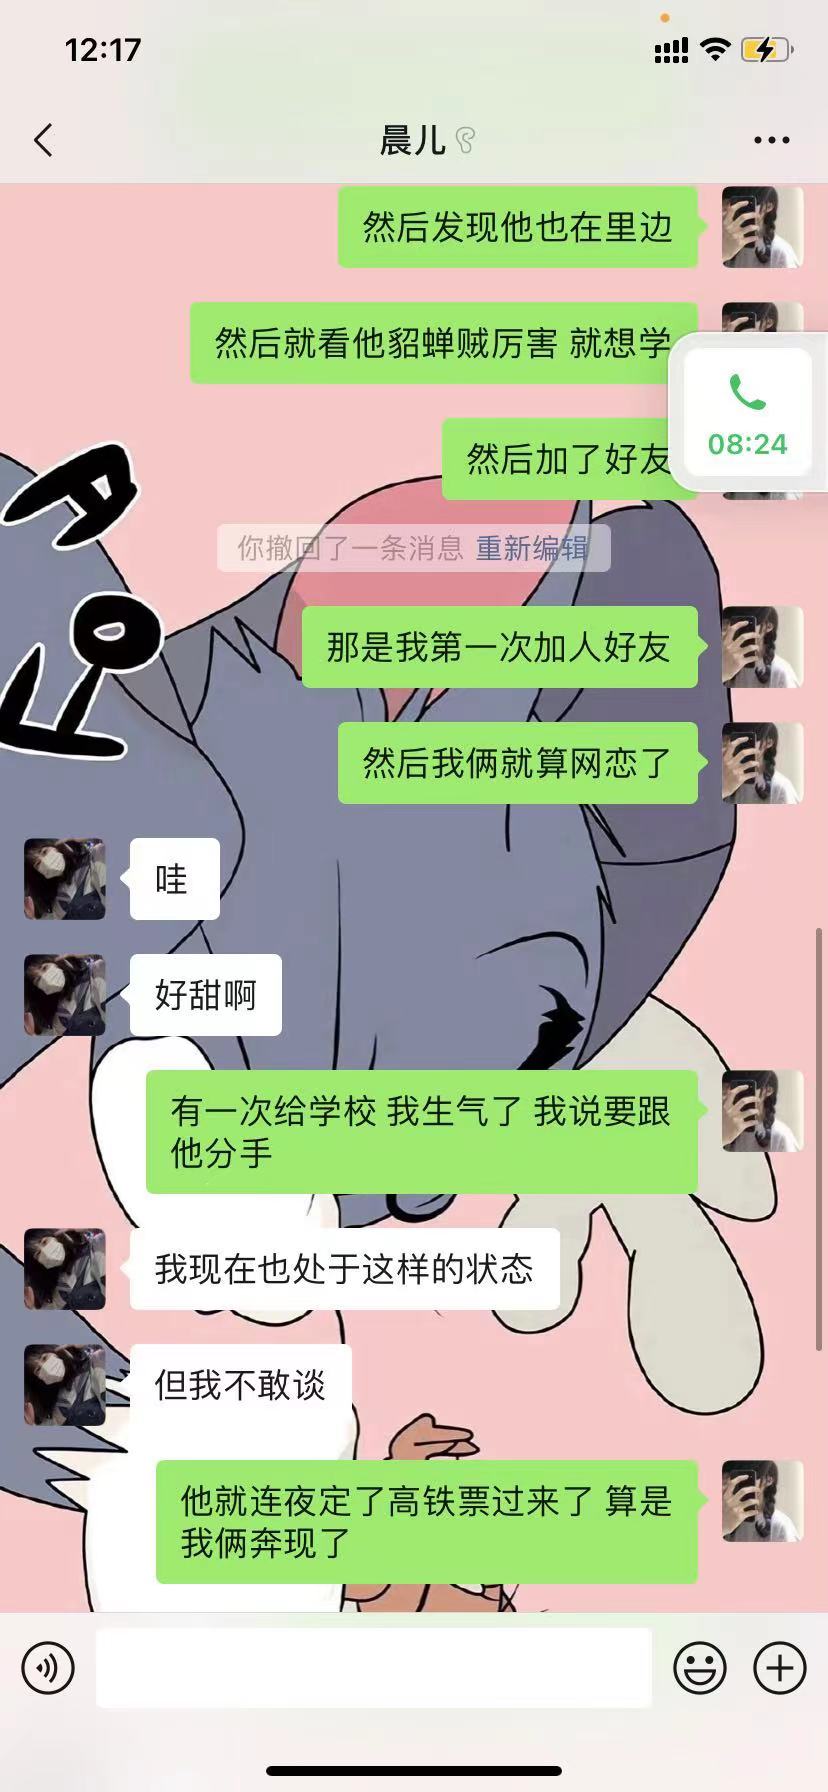 12:17
晨儿
然后发现他也在里边
然后就看他貂蝉贼厉害 就想学
08:24
然后加了好友
你撤回了一条消息 重新编辑
那是我第一次加人好友
然后我俩就算网恋了
哇
好甜啊
有一次给学校 我生气了 我说要跟
他分手
我现在也处于这样的状态
但我不敢谈
他就连夜定了高铁票过来了 算是
我俩奔现了